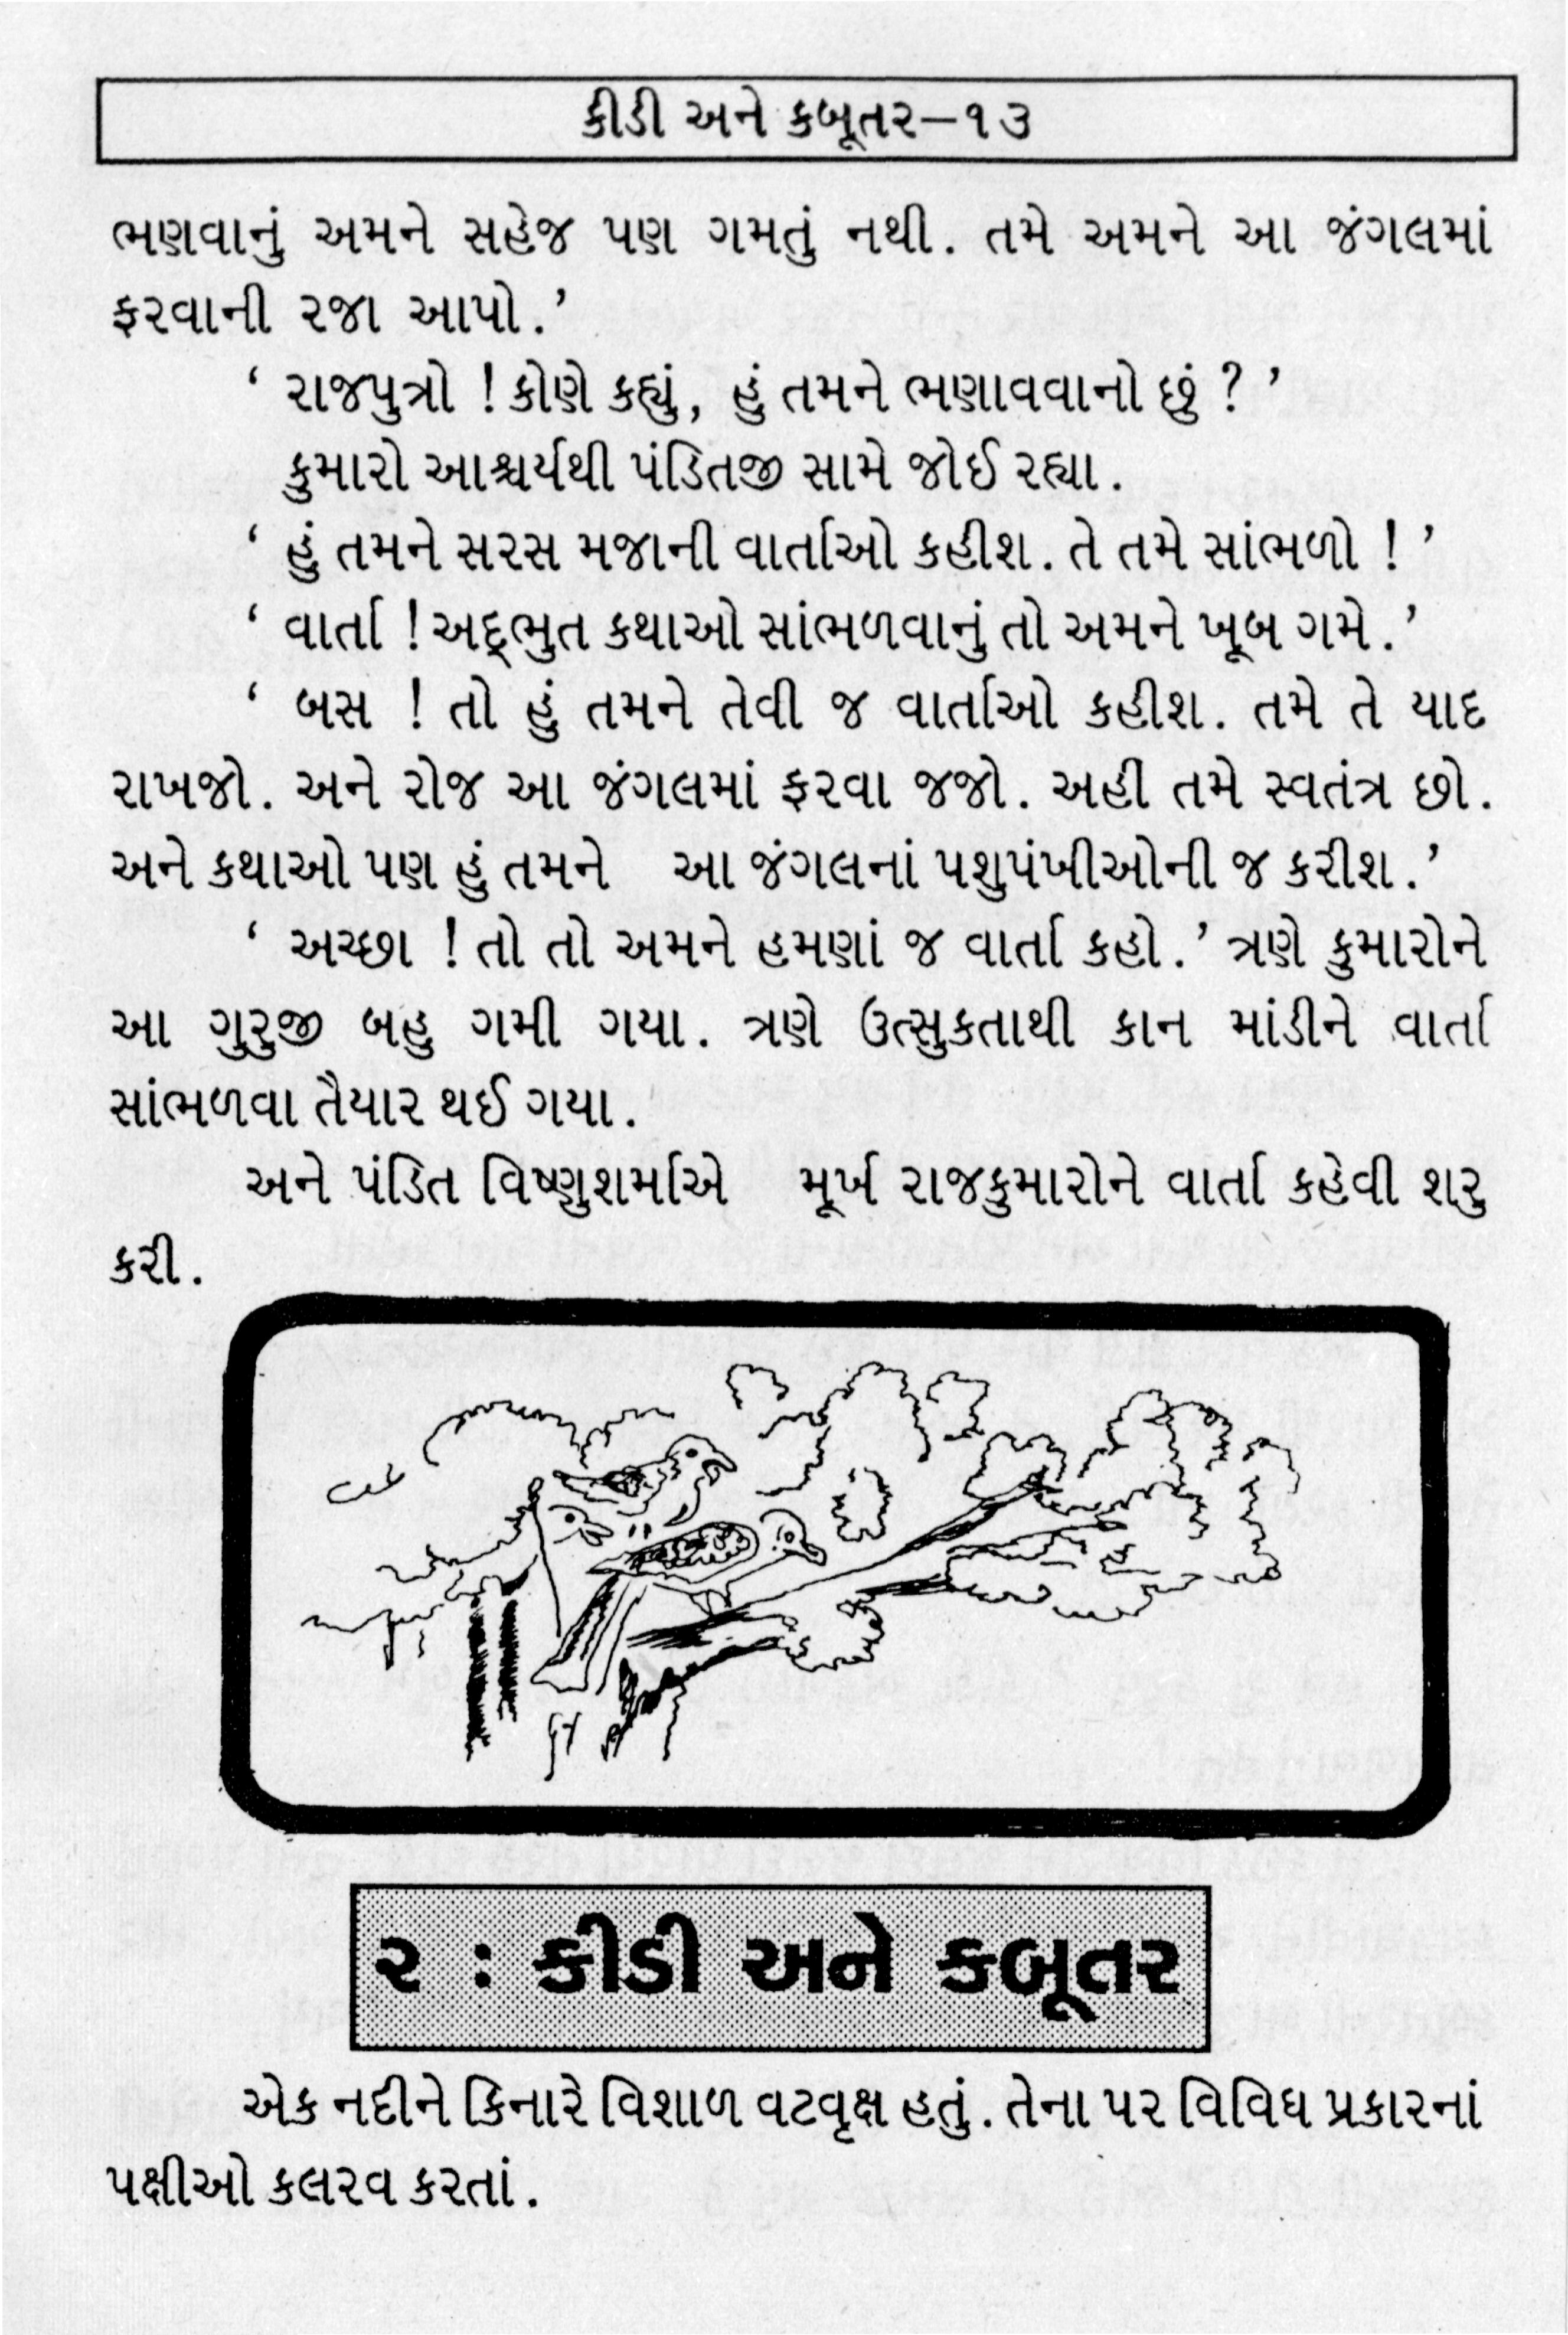 કીડી અને કબૂતર–૧૩
ભણવાનું અમને સહેજ પણ ગમતું નથી. તમે અમને આ જંગલમાં
ફરવાની રજા આપો.’
‘ રાજપુત્રો ! કોણે કહ્યું, હું તમને ભણાવવાનો છું ? ’
કુમારો આશ્ચર્યથી પંડિતજી સામે જોઈ રહ્યા.
‘ હું તમને સરસ મજાની વાર્તાઓ કહીશ. તે તમે સાંભળો ! ’
‘ વાર્તા ! અદ્‌ભુત કથાઓ સાંભળવાનું તો અમને ખૂબ ગમે.’
‘ બસ ! તો હું તમને તેવી જ વાર્તાઓ કહીશ. તમે તે યાદ
રાખજો. અને રોજ આ જંગલમાં ફરવા જજો. અહી તમે સ્વતંત્ર છો.
અને કથાઓ પણ હું તમને આ જંગલનાં પશુપંખીઓની જ કરીશ.’
‘ અચ્છા ! તો તો અમને હમણાં જ વાર્તા કહો.’ ત્રણે કુમારોને
આ ગુરુજી બહુ ગમી ગયા. ત્રણે ઉત્સુકતાથી કાન માંડીને વાર્તા
સાંભળવા તૈયાર થઈ ગયા.
અને પંડિત વિષ્ણુશર્માએ મૂર્ખ રાજકુમારોને વાર્તા કહેવી શરુ
કરી.
૨ : કીડી અને કબૂતર
એક નદીને કિનારે વિશાળ વટવૃક્ષ હતું. તેના પર વિવિધ પ્રકારનાં
પક્ષીઓ કલરવ કરતાં.